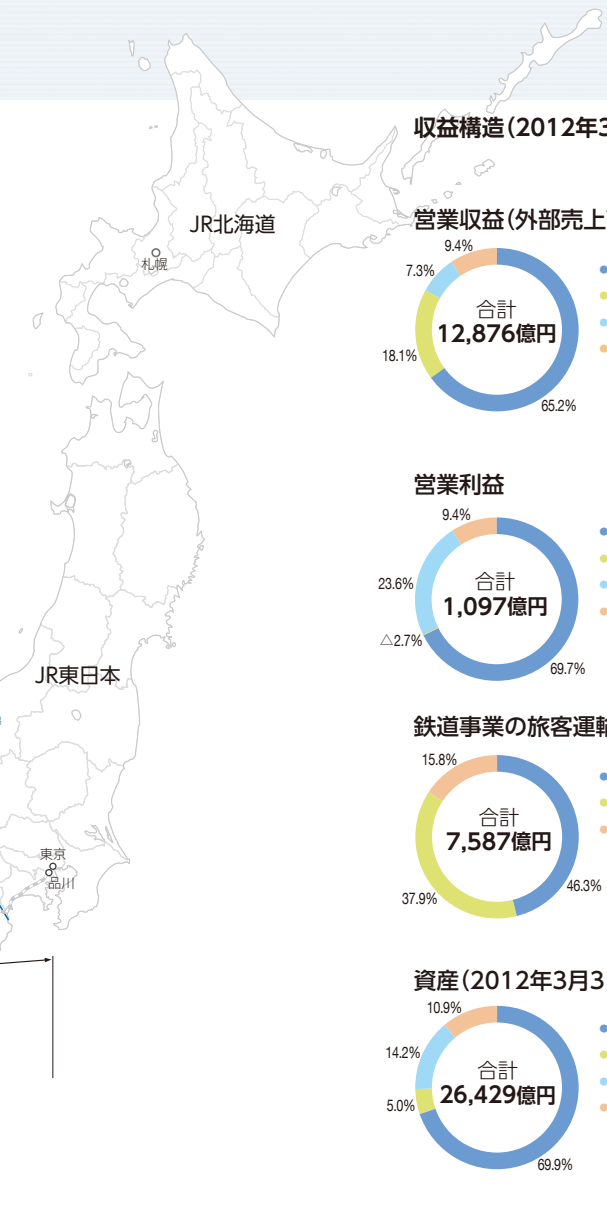 収益構造（2012年3
JR北海道
札幌
営業収益（外部売上
9.4%
7.3%
合計
12,876億円
18.1%
65.2%
営業利益
9.4%
23.6%
合計
1,097億円
△2.7%
69.7%
JR東日本
鉄道事業の旅客運輸
15.8%
合計
7,587億円
46.3%
37.9%
東京
品川
資産（2012年3月3
10.9%
14.2%
合計
26,429億円
5.0%
69.9%